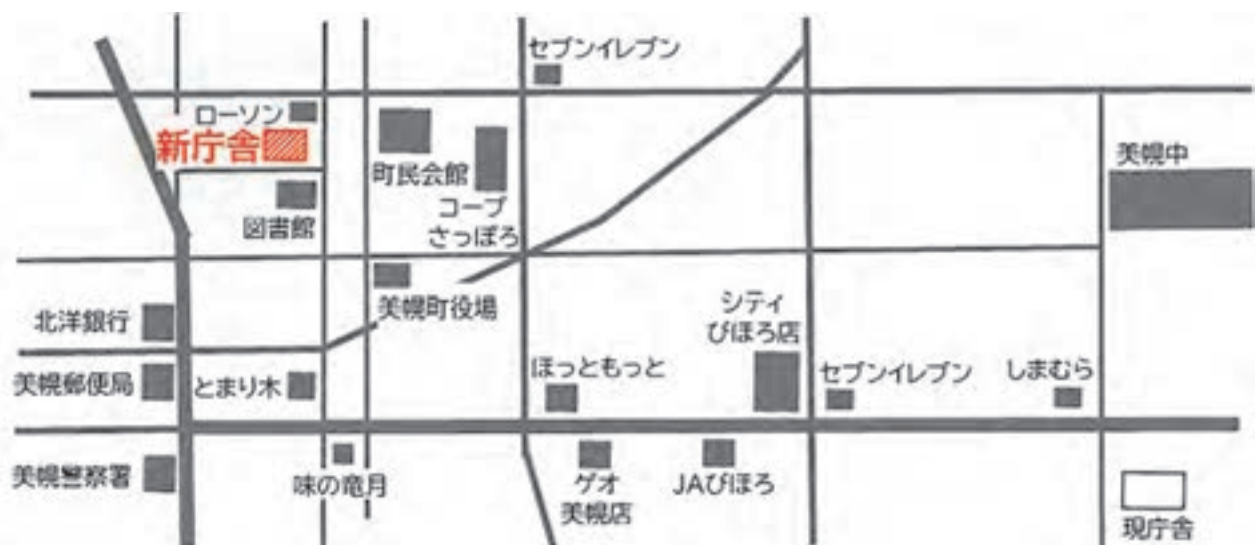 セブンイレブン
ローソン
新庁舎
町民会館
美幌中
図書館
コープ
さっぽろ
美幌町役場
シティ
びほろ店
北洋銀行
ほっともっと
セブンイレブン
しまむら
美幌郵便局
とまり木
美幌警察署
味の竜月
ゲオ
美幌店
JAびほろ
現庁舎